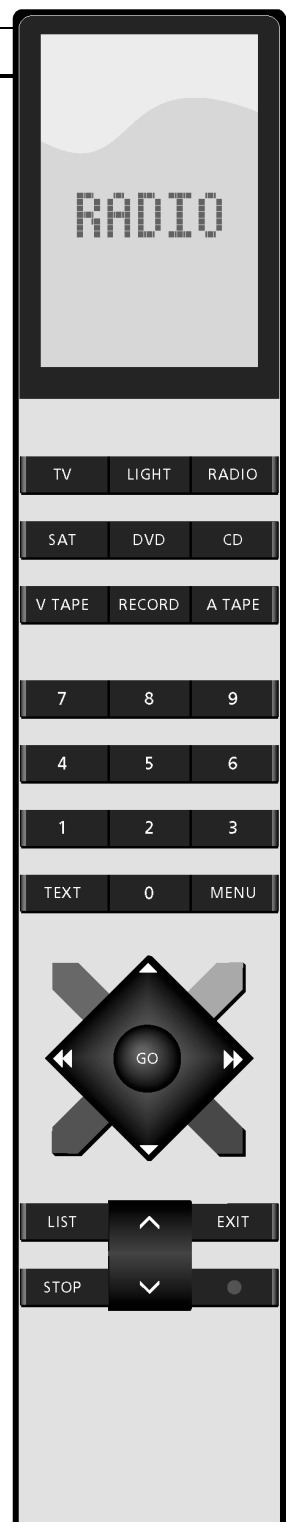 RADIO
TV LIGHT RADIO
SAT DVD CD
V TAPE RECORD A TAPE
7 8 9
4 5 6
1 2 3
TEXT 0 MENU
GO
LIST EXIT
STOP